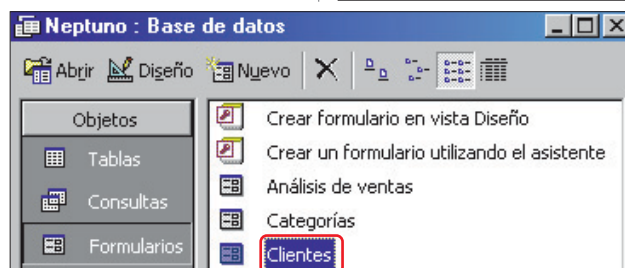 Neptuno : Base de datos
Abrir Diseño Nuevo
Objetos
Tablas
Consultas
Formularios
Crear formulario en vista Diseño
Crear un formulario utilizando el asistente
Análisis de ventas
Categorías
Clientes